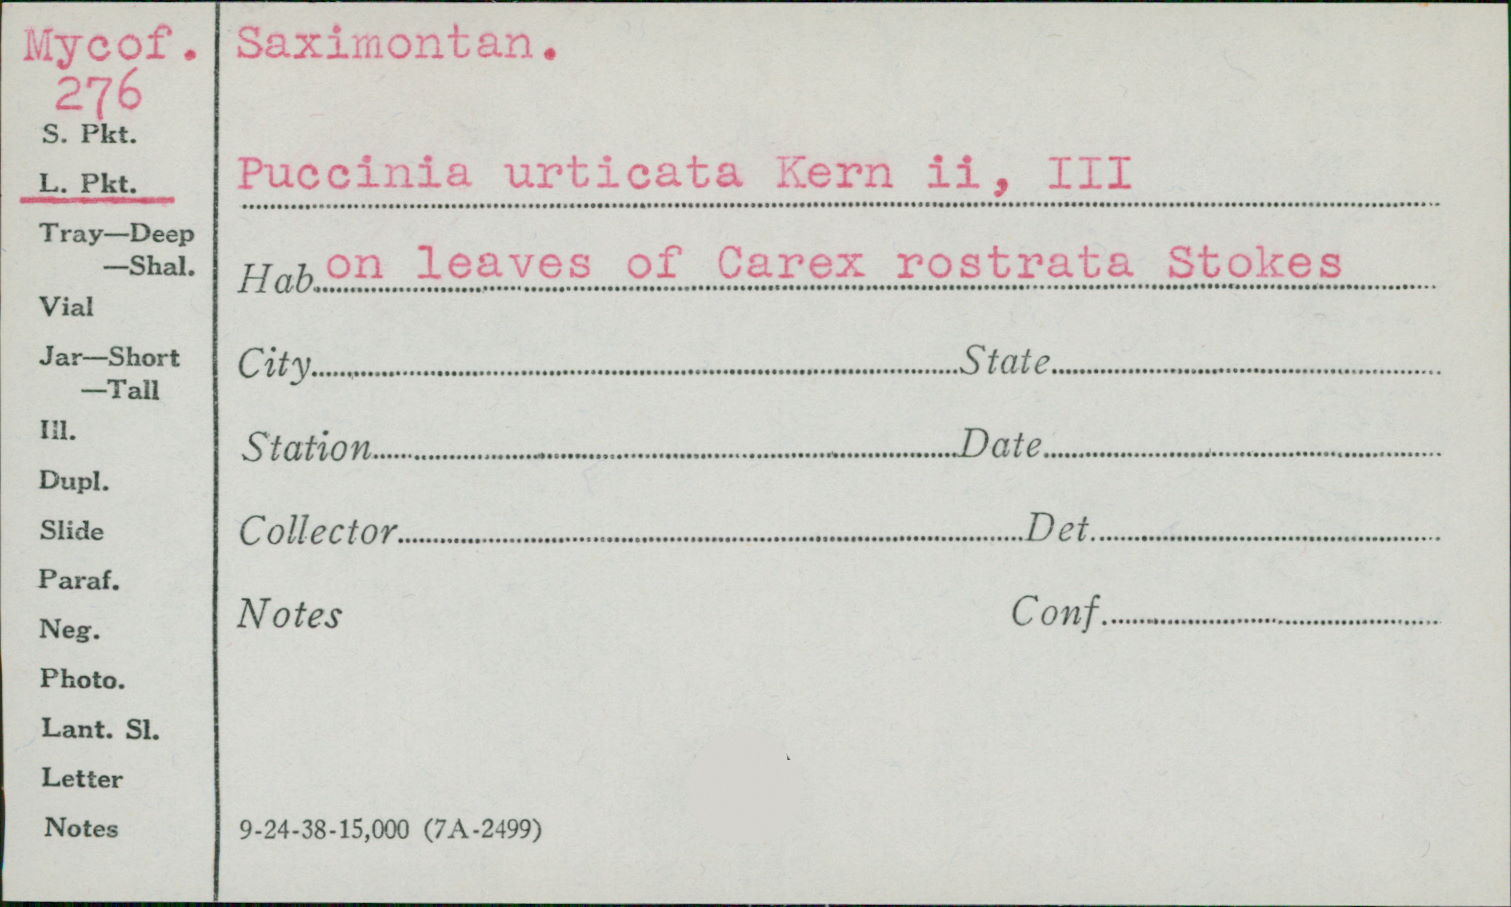 Mycof. Saximontan.
276
S. Pkt.
L. Pkt.
Puccinia urticata Kern ii, III
Tray—Deep
—Shal.
Hab. on leaves of Carex rostrata Stokes
Vial
Jar—Short
—Tall
City State
Ill.
Station Date
Dupl.
Slide
Collector Det.
Paraf.
Neg.
Notes Conf.
Photo.
Lant. Sl.
Letter
Notes
9-24-38-15,000 (7A-2499)